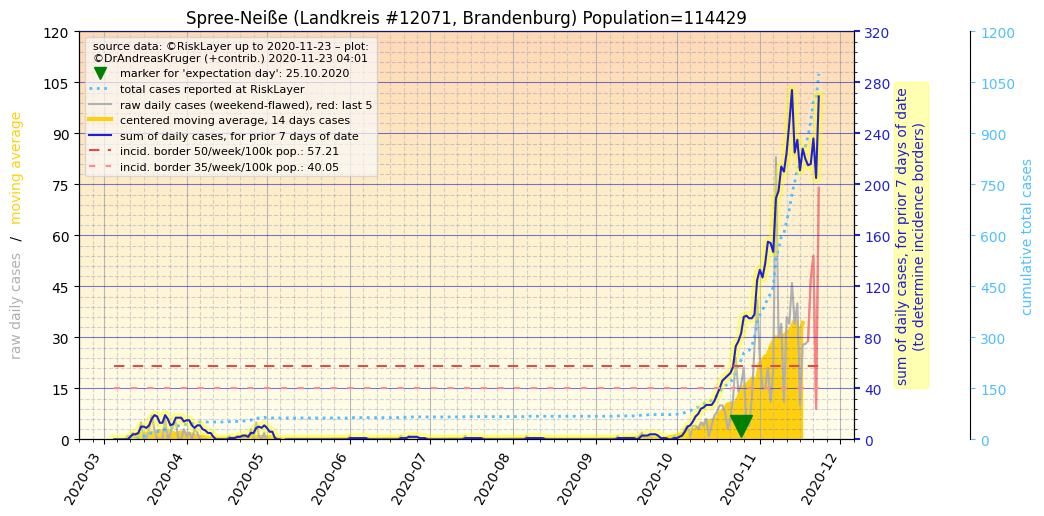 Spree-Neiße (Landkreis #12071, Brandenburg) Population=114429
source data: ©RiskLayer up to 2020-11-23 – plot:
©DrAndreasKruger (+contrib.) 2020-11-23 04:01
marker for 'expectation day': 25.10.2020
total cases reported at RiskLayer
raw daily cases (weekend-flawed), red: last 5
centered moving average, 14 days cases
sum of daily cases, for prior 7 days of date
incid. border 50/week/100k pop.: 57.21
incid. border 35/week/100k pop.: 40.05
raw daily cases / moving average
120
105
90
75
60
45
30
15
0
2020-03
2020-04
2020-05
2020-06
2020-07
2020-08
2020-09
2020-10
2020-11
2020-12
320
280
240
200
160
120
80
40
0
sum of daily cases, for prior 7 days of date
(to determine incidence borders)
1200
1050
900
750
600
450
300
150
0
cumulative total cases